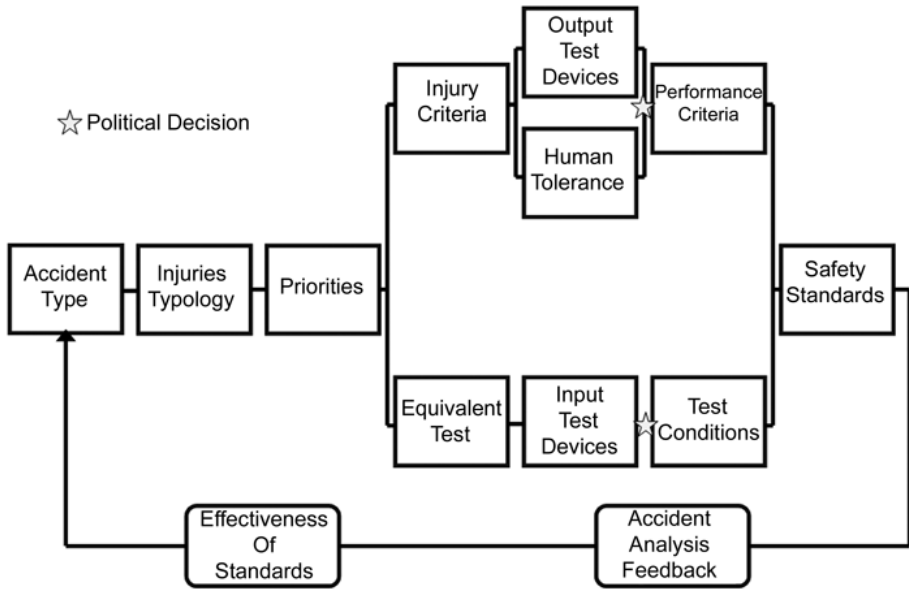 Output
Test
Devices
Injury
Criteria
Performance
Criteria
Political Decision
Human
Tolerance
Accident
Type
Injuries
Typology
Priorities
Safety
Standards
Equivalent
Test
Input
Test
Devices
Test
Conditions
Effectiveness
Of
Standards
Accident
Analysis
Feedback